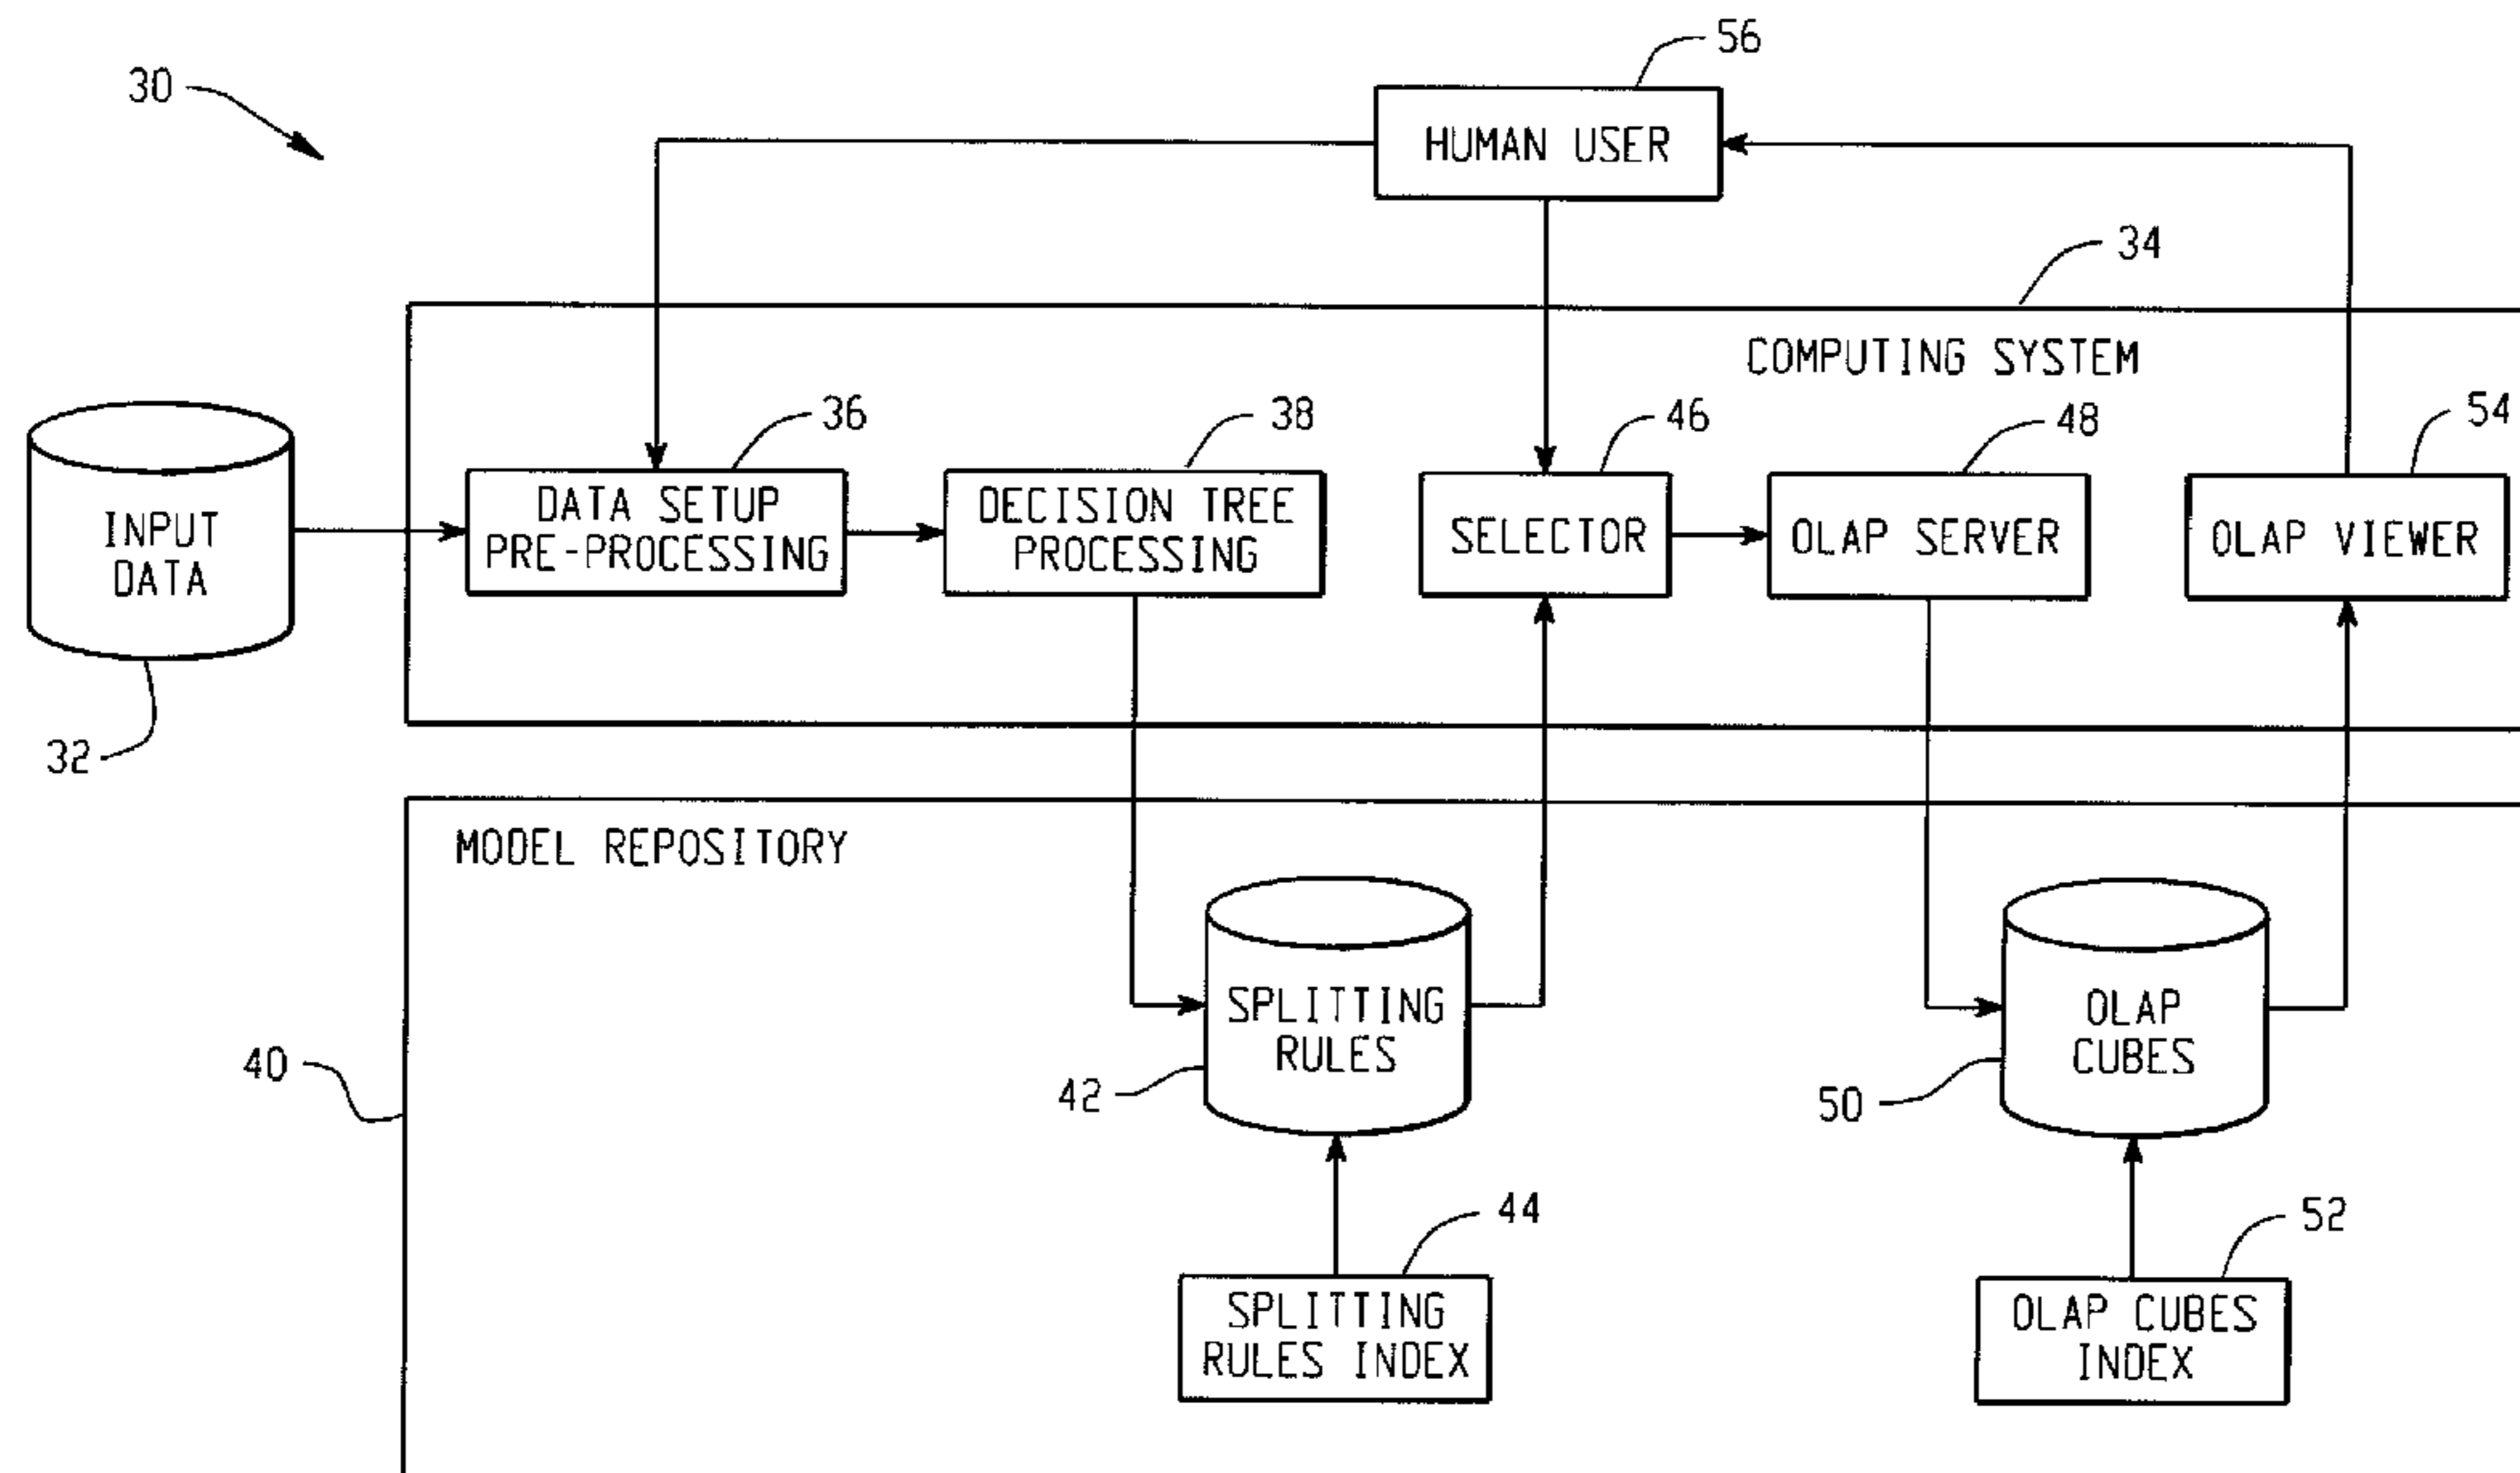 56
30
HUMAN USER
34
COMPUTING SYSTEM
36
38
46
48
54
INPUT
DATA
DATA SETUP
PRE-PROCESSING
DECISION TREE
PROCESSING
SELECTOR
OLAP SERVER
OLAP VIEWER
32
MODEL REPOSITORY
SPLITTING
RULES
OLAP
CUBES
40
42
50
44
52
SPLITTING
RULES INDEX
OLAP CUBES
INDEX